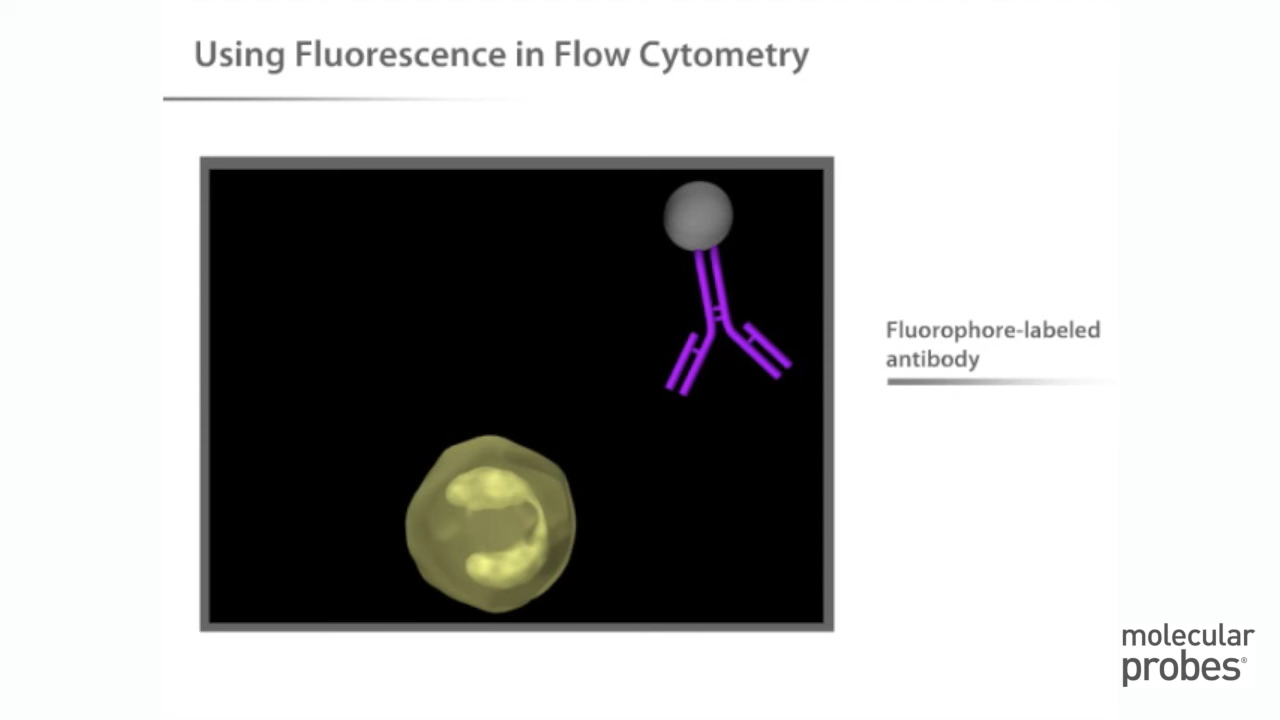 Using Fluorescence in Flow Cytometry
Fluorophore-labeled
antibody
molecular
probes®